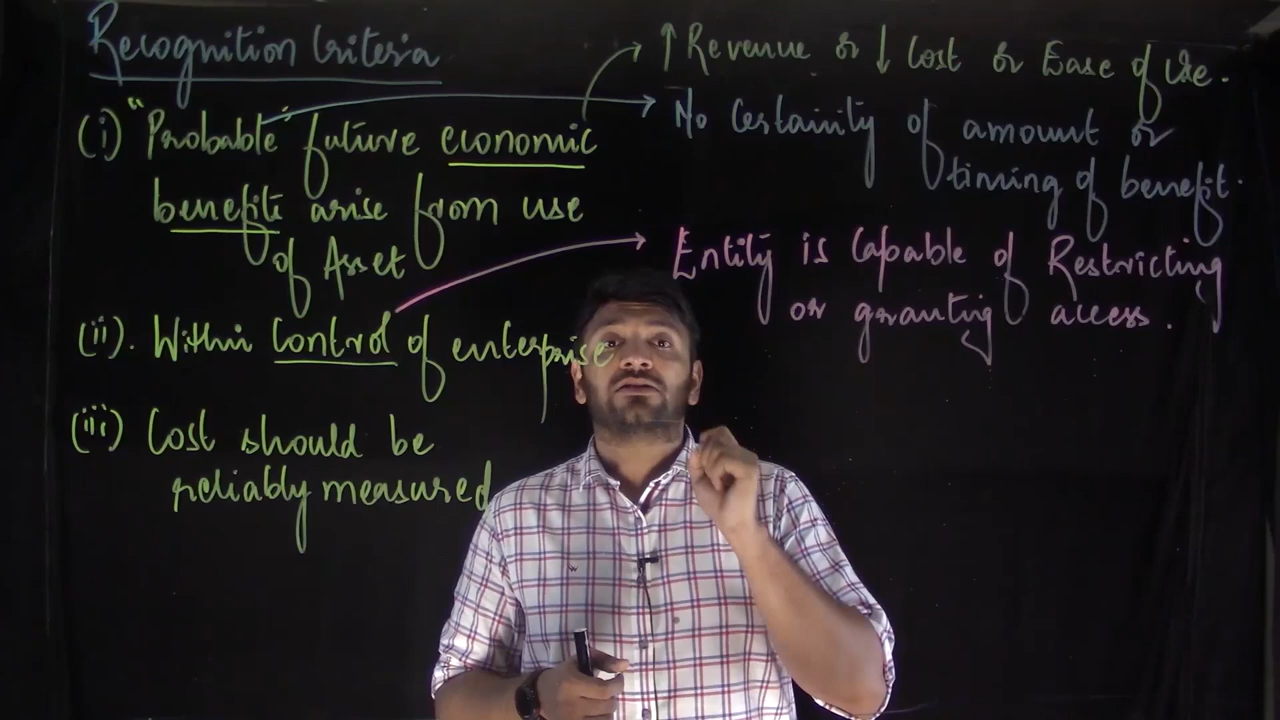 Recognition Criteria
(i) "Probable" future economic
benefits arise from use
of Asset
(ii). Within Control of enterprise
(iii) Cost should be
reliably measured
↑ Revenue or ↓ Cost or Ease of Use.
No Certainity of amount or
timing of benefit.
Entity is Capable of Restricting
or granting access.